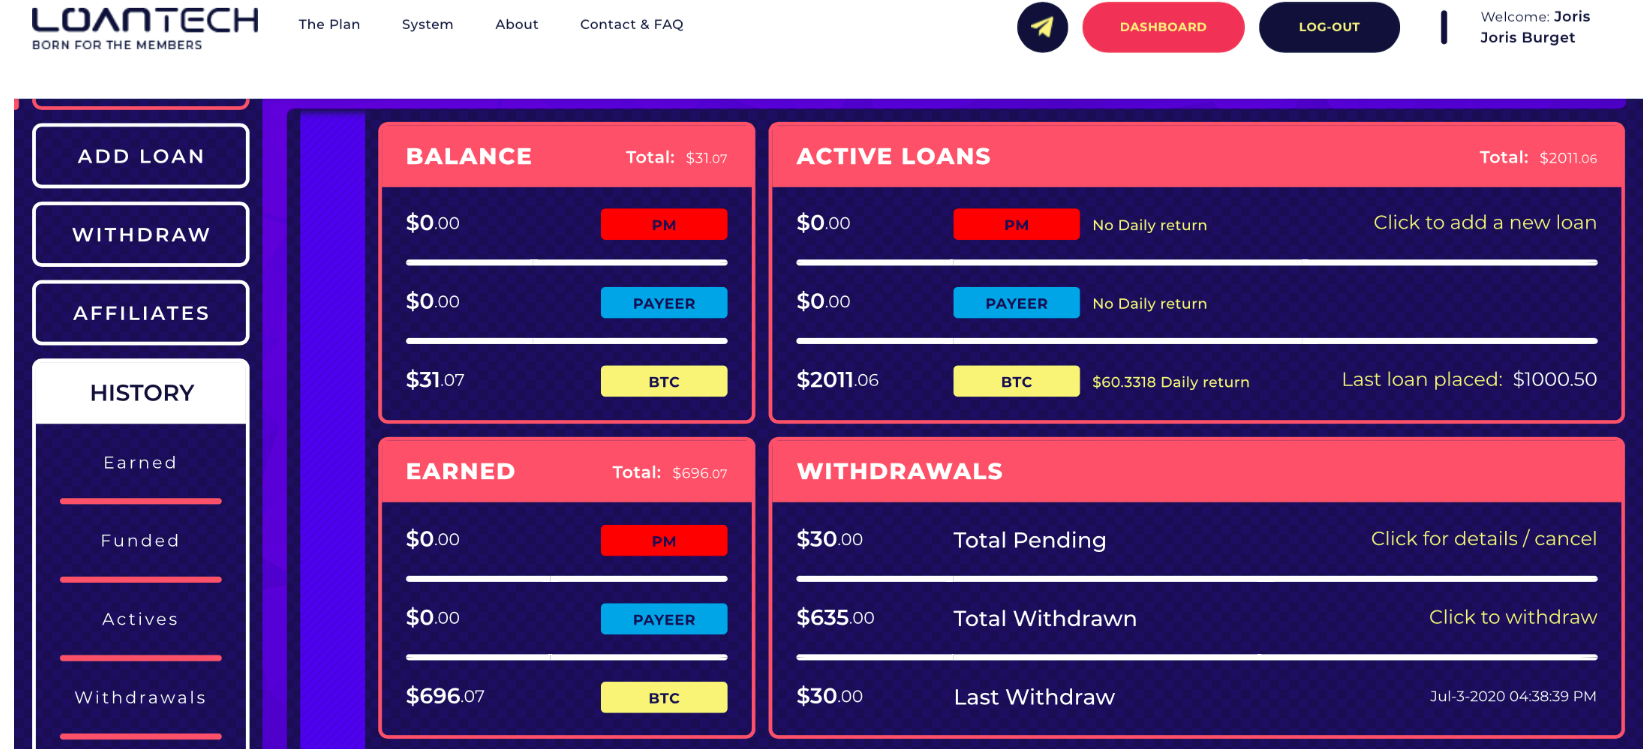 LOANTECH
BORN FOR THE MEMBERS
The Plan System About Contact & FAQ
DASHBOARD
LOG-OUT
Welcome: Joris
Joris Burget
ADD LOAN
WITHDRAW
AFFILIATES
HISTORY
Earned
Funded
Actives
Withdrawals
BALANCE Total: $31.07
$0.00 PM
$0.00 PAYEER
$31.07 BTC
ACTIVE LOANS Total: $2011.06
$0.00 PM No Daily return Click to add a new loan
$0.00 PAYEER No Daily return
$2011.06 BTC $60.3318 Daily return Last loan placed: $1000.50
EARNED Total: $696.07
$0.00 PM
$0.00 PAYEER
$696.07 BTC
WITHDRAWALS
$30.00 Total Pending Click for details / cancel
$635.00 Total Withdrawn Click to withdraw
$30.00 Last Withdraw Jul-3-2020 04:38:39 PM